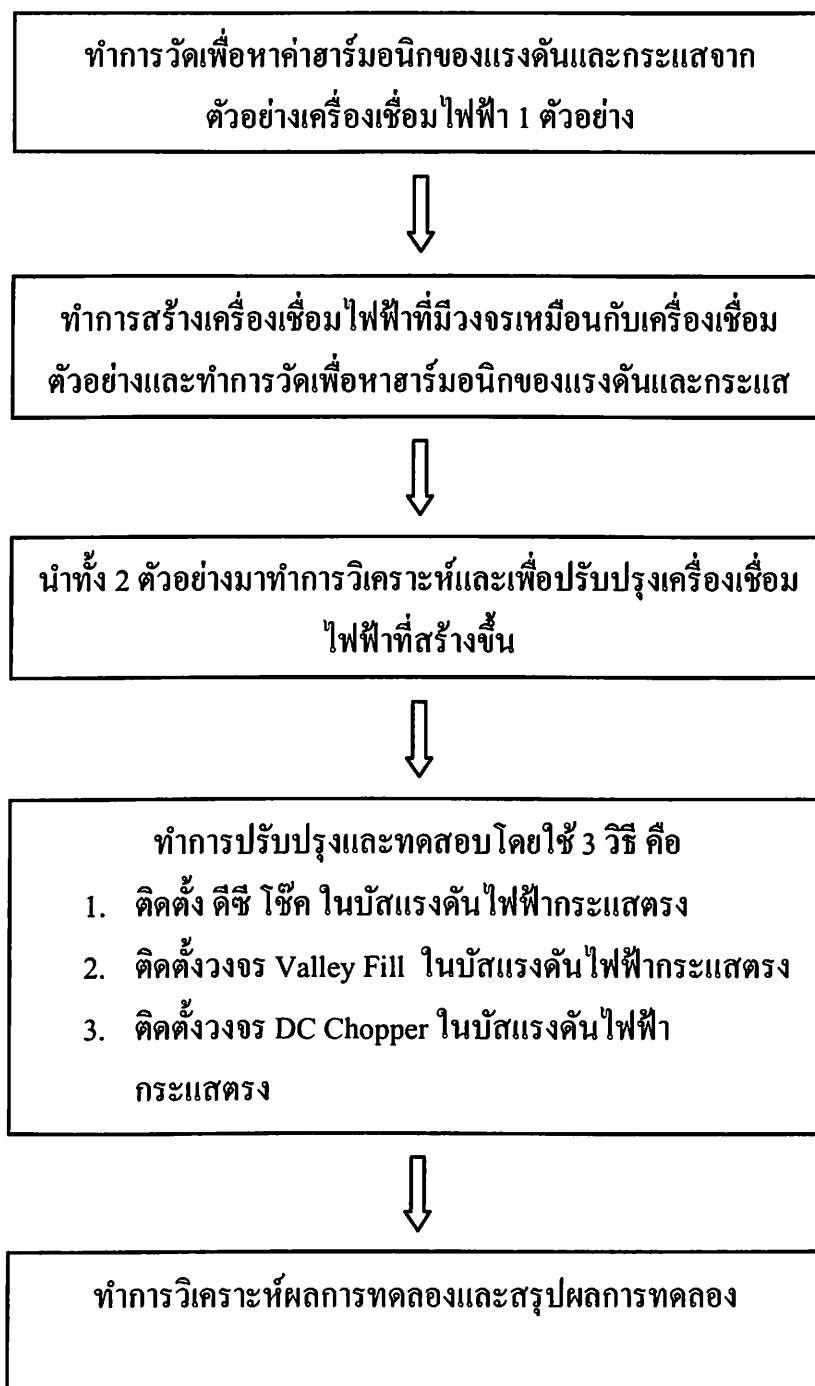 ทำการวัดเพื่อหาค่าฮาร์มอนิกของแรงดันและกระแสจาก
ตัวอย่างเครื่องเชื่อมไฟฟ้า 1 ตัวอย่าง
ทำการสร้างเครื่องเชื่อมไฟฟ้าที่มีวงจรเหมือนกับเครื่องเชื่อม
ตัวอย่างและทำการวัดเพื่อหาฮาร์มอนิกของแรงดันและกระแส
นำทั้ง 2 ตัวอย่างมาทำการวิเคราะห์และเพื่อปรับปรุงเครื่องเชื่อม
ไฟฟ้าที่สร้างขึ้น
ทำการปรับปรุงและทดสอบโดยใช้ 3 วิธี คือ
1. ติดตั้ง ดีซี โช๊ค ในบัสแรงดันไฟฟ้ากระแสตรง
2. ติดตั้งวงจร Valley Fill ในบัสแรงดันไฟฟ้ากระแสตรง
3. ติดตั้งวงจร DC Chopper ในบัสแรงดันไฟฟ้า
กระแสตรง
ทำการวิเคราะห์ผลการทดลองและสรุปผลการทดลอง